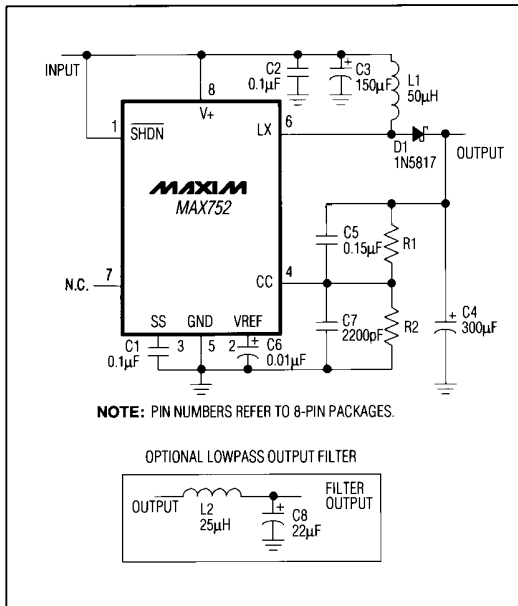 INPUT
8
V+
C2
0.1µF
C3
150µF
+
L1
50µH
1
SHDN
LX
6
D1
1N5817
OUTPUT
MAXIM
MAX752
C5
0.15µF
R1
N.C.
7
CC
4
C7
2200pF
R2
+
C4
300µF
SS
GND
VREF
C1
0.1µF
3
5
2
+
C6
0.01µF
NOTE: PIN NUMBERS REFER TO 8-PIN PACKAGES.
OPTIONAL LOWPASS OUTPUT FILTER
OUTPUT
L2
25µH
+
C8
22µF
FILTER
OUTPUT